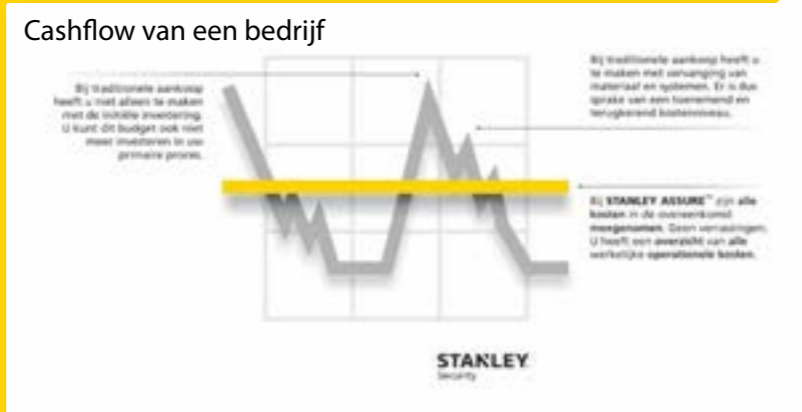 Cashflow van een bedrijf
Bij traditionele aankoop
heeft u niet alleen te maken
met de initiële investering.
U kunt dit budget ook niet
meer investeren in uw
primaire proces.
Bij traditionele aankoop heeft u
te maken met vervanging van
materiaal en systemen. Er is dus
sprake van een toenemend en
terugkerend kostenniveau.
Bij STANLEY ASSURE™ zijn alle
kosten in de overeenkomst
meegenomen. Geen verrassingen.
U heeft een overzicht van alle
werkelijke operationele kosten.
STANLEY
Security